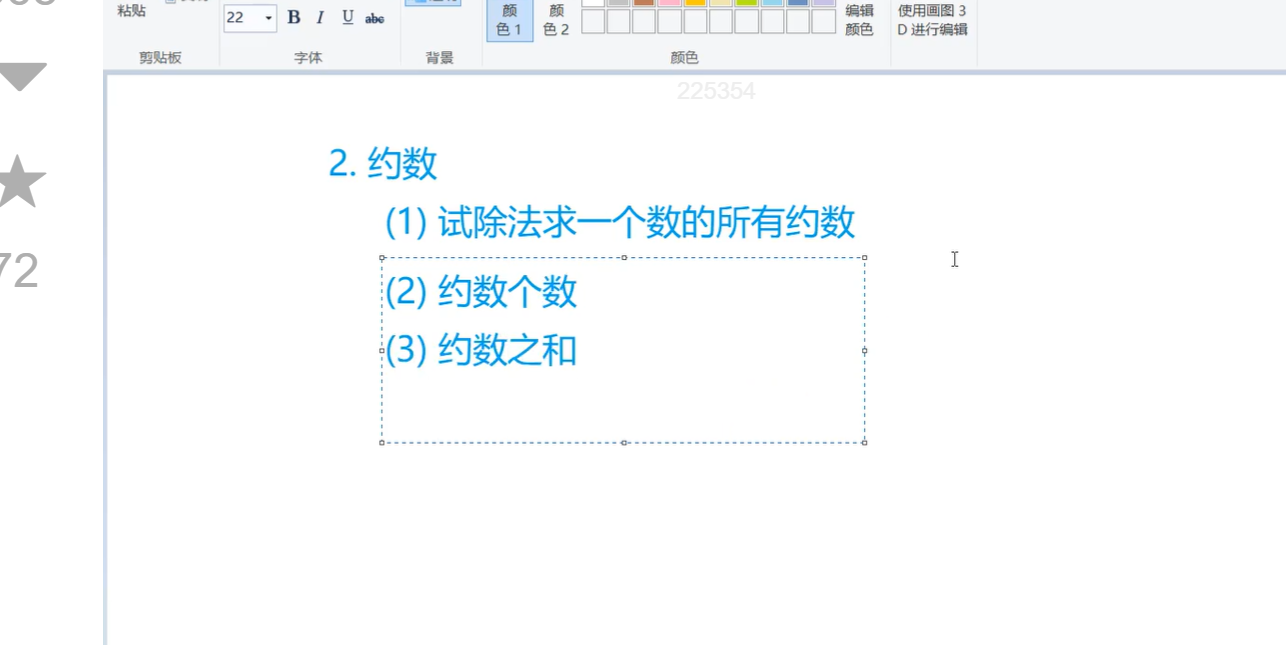 粘贴
22 B I U abc
颜色 1
颜色 2
编辑颜色
使用画图 3
D 进行编辑
剪贴板
字体
背景
颜色
225354
2. 约数
(1) 试除法求一个数的所有约数
(2) 约数个数
(3) 约数之和
72